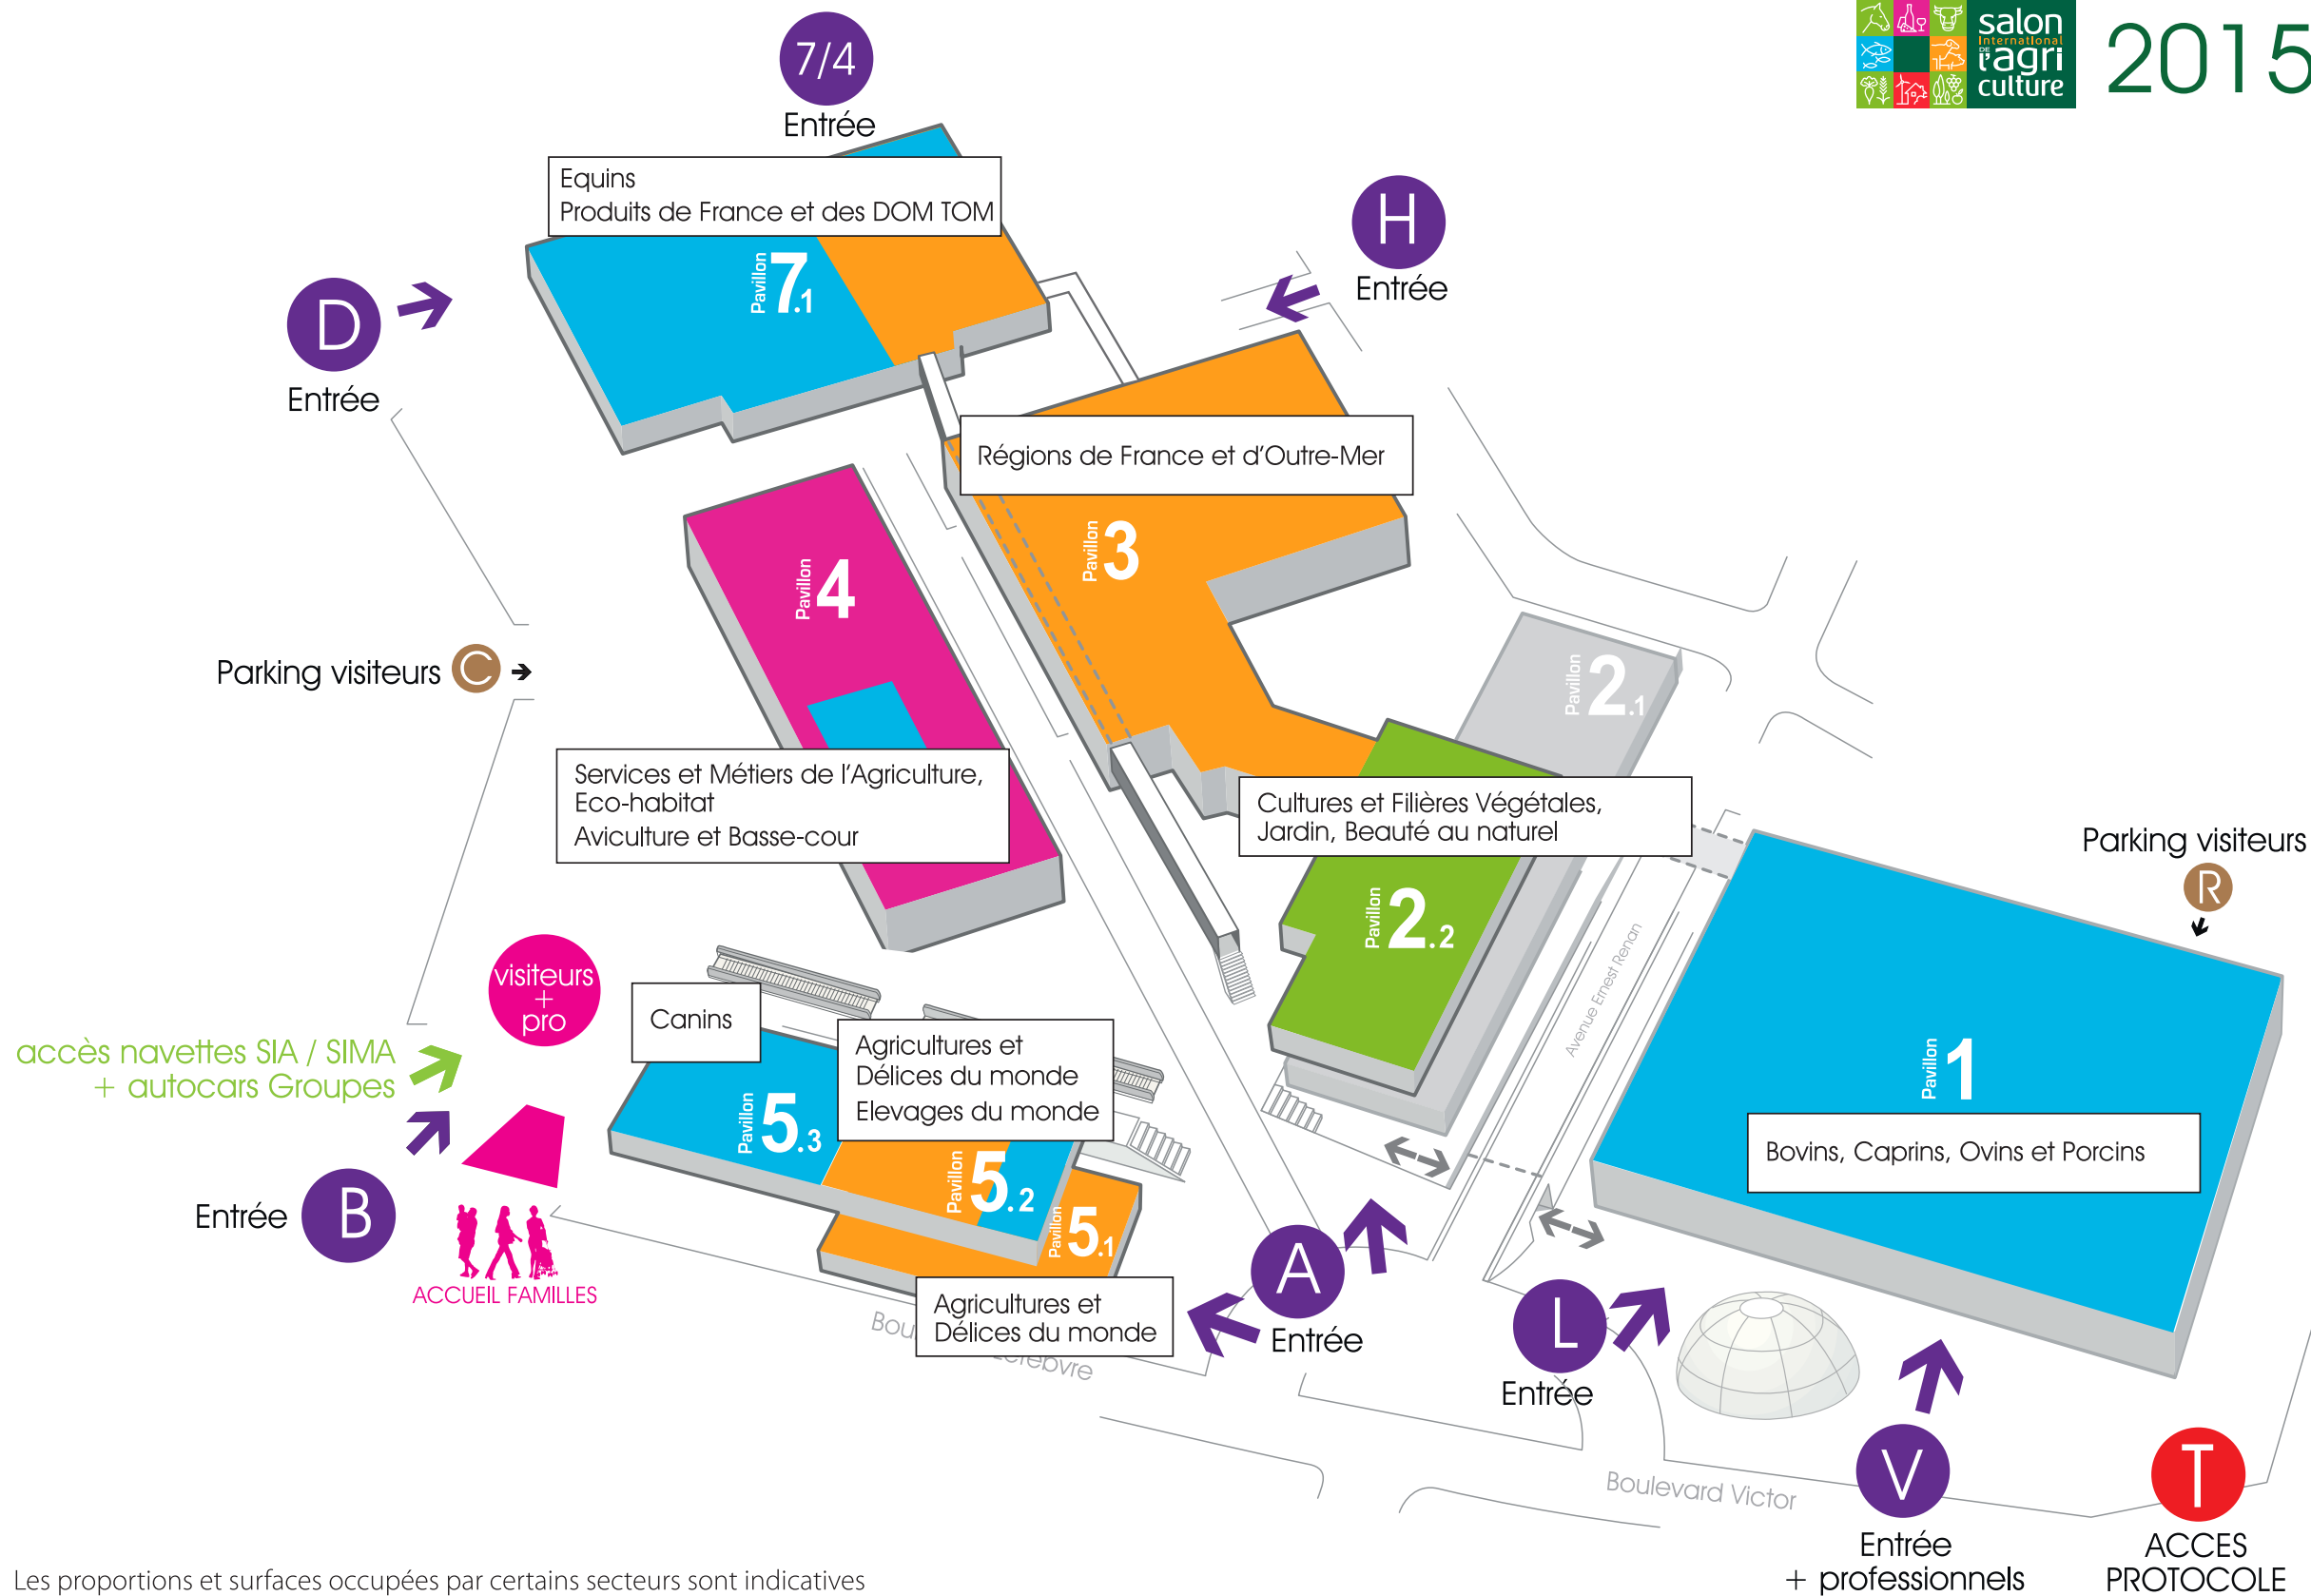 salon
international
DE
l'agri
culture
2015
7/4
Entrée
Equins
Produits de France et des DOM TOM
Pavillon
7.1
H
Entrée
D
Entrée
Régions de France et d'Outre-Mer
Pavillon
3
Pavillon
4
Parking visiteurs
C
Pavillon
2.1
Services et Métiers de l'Agriculture,
Eco-habitat
Aviculture et Basse-cour
Cultures et Filières Végétales,
Jardin, Beauté au naturel
Pavillon
2.2
Parking visiteurs
R
Avenue Ernest Renan
visiteurs
+
pro
Canins
accès navettes SIA / SIMA
+ autocars Groupes
Agricultures et
Délices du monde
Elevages du monde
Pavillon
5.3
Pavillon
5.2
Pavillon
5.1
Pavillon
1
Bovins, Caprins, Ovins et Porcins
Entrée
B
ACCUEIL FAMILLES
A
Entrée
Agricultures et
Délices du monde
L
Entrée
Boulevard Victor
V
Entrée
+ professionnels
T
ACCES
PROTOCOLE
Les proportions et surfaces occupées par certains secteurs sont indicatives